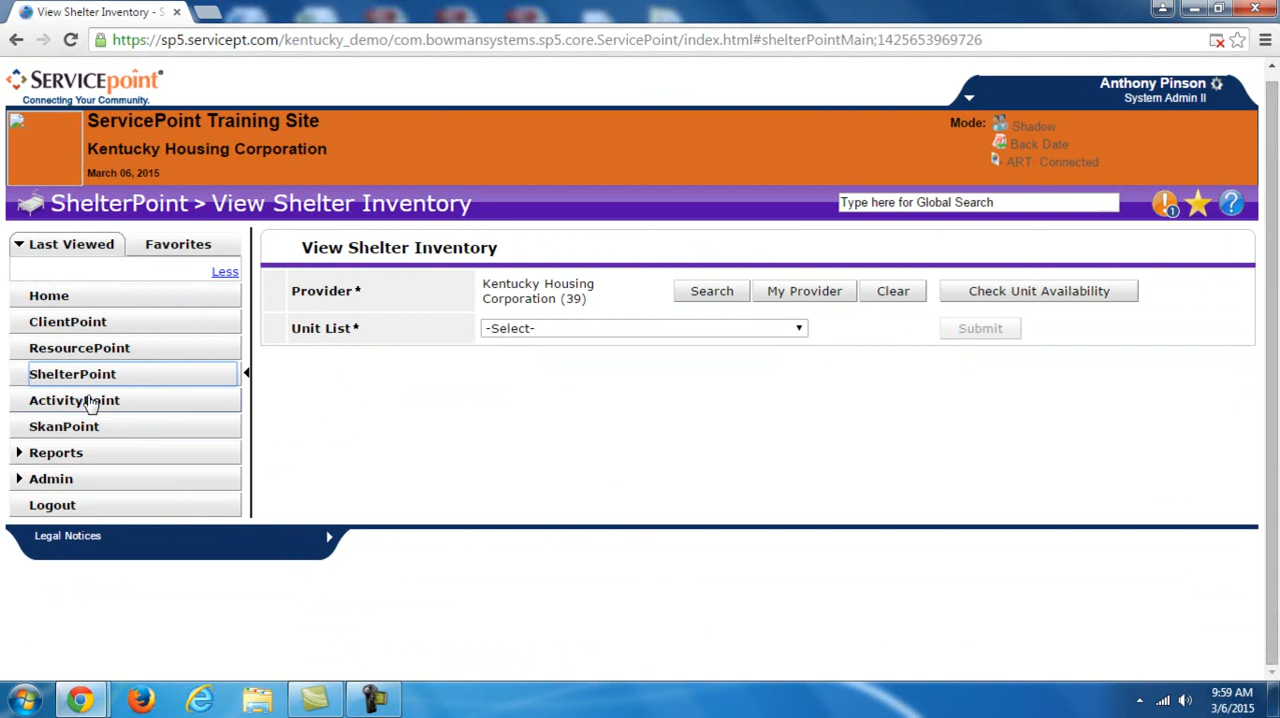 View Shelter Inventory - S
https://sp5.servicept.com/kentucky_demo/com.bowmansystems.sp5.core.ServicePoint/index.html#shelterPointMain;1425653969726
SERVICEpoint®
Connecting Your Community.
Anthony Pinson
System Admin II
ServicePoint Training Site
Kentucky Housing Corporation
March 06, 2015
Mode:
Shadow
Back Date
ART Connected
ShelterPoint > View Shelter Inventory
Type here for Global Search
1
?
Last Viewed
Favorites
Less
Home
ClientPoint
ResourcePoint
ShelterPoint
ActivityPoint
SkanPoint
Reports
Admin
Logout
Legal Notices
View Shelter Inventory
Provider *
Kentucky Housing
Corporation (39)
Search
My Provider
Clear
Check Unit Availability
Unit List *
-Select-
Submit
9:59 AM
3/6/2015